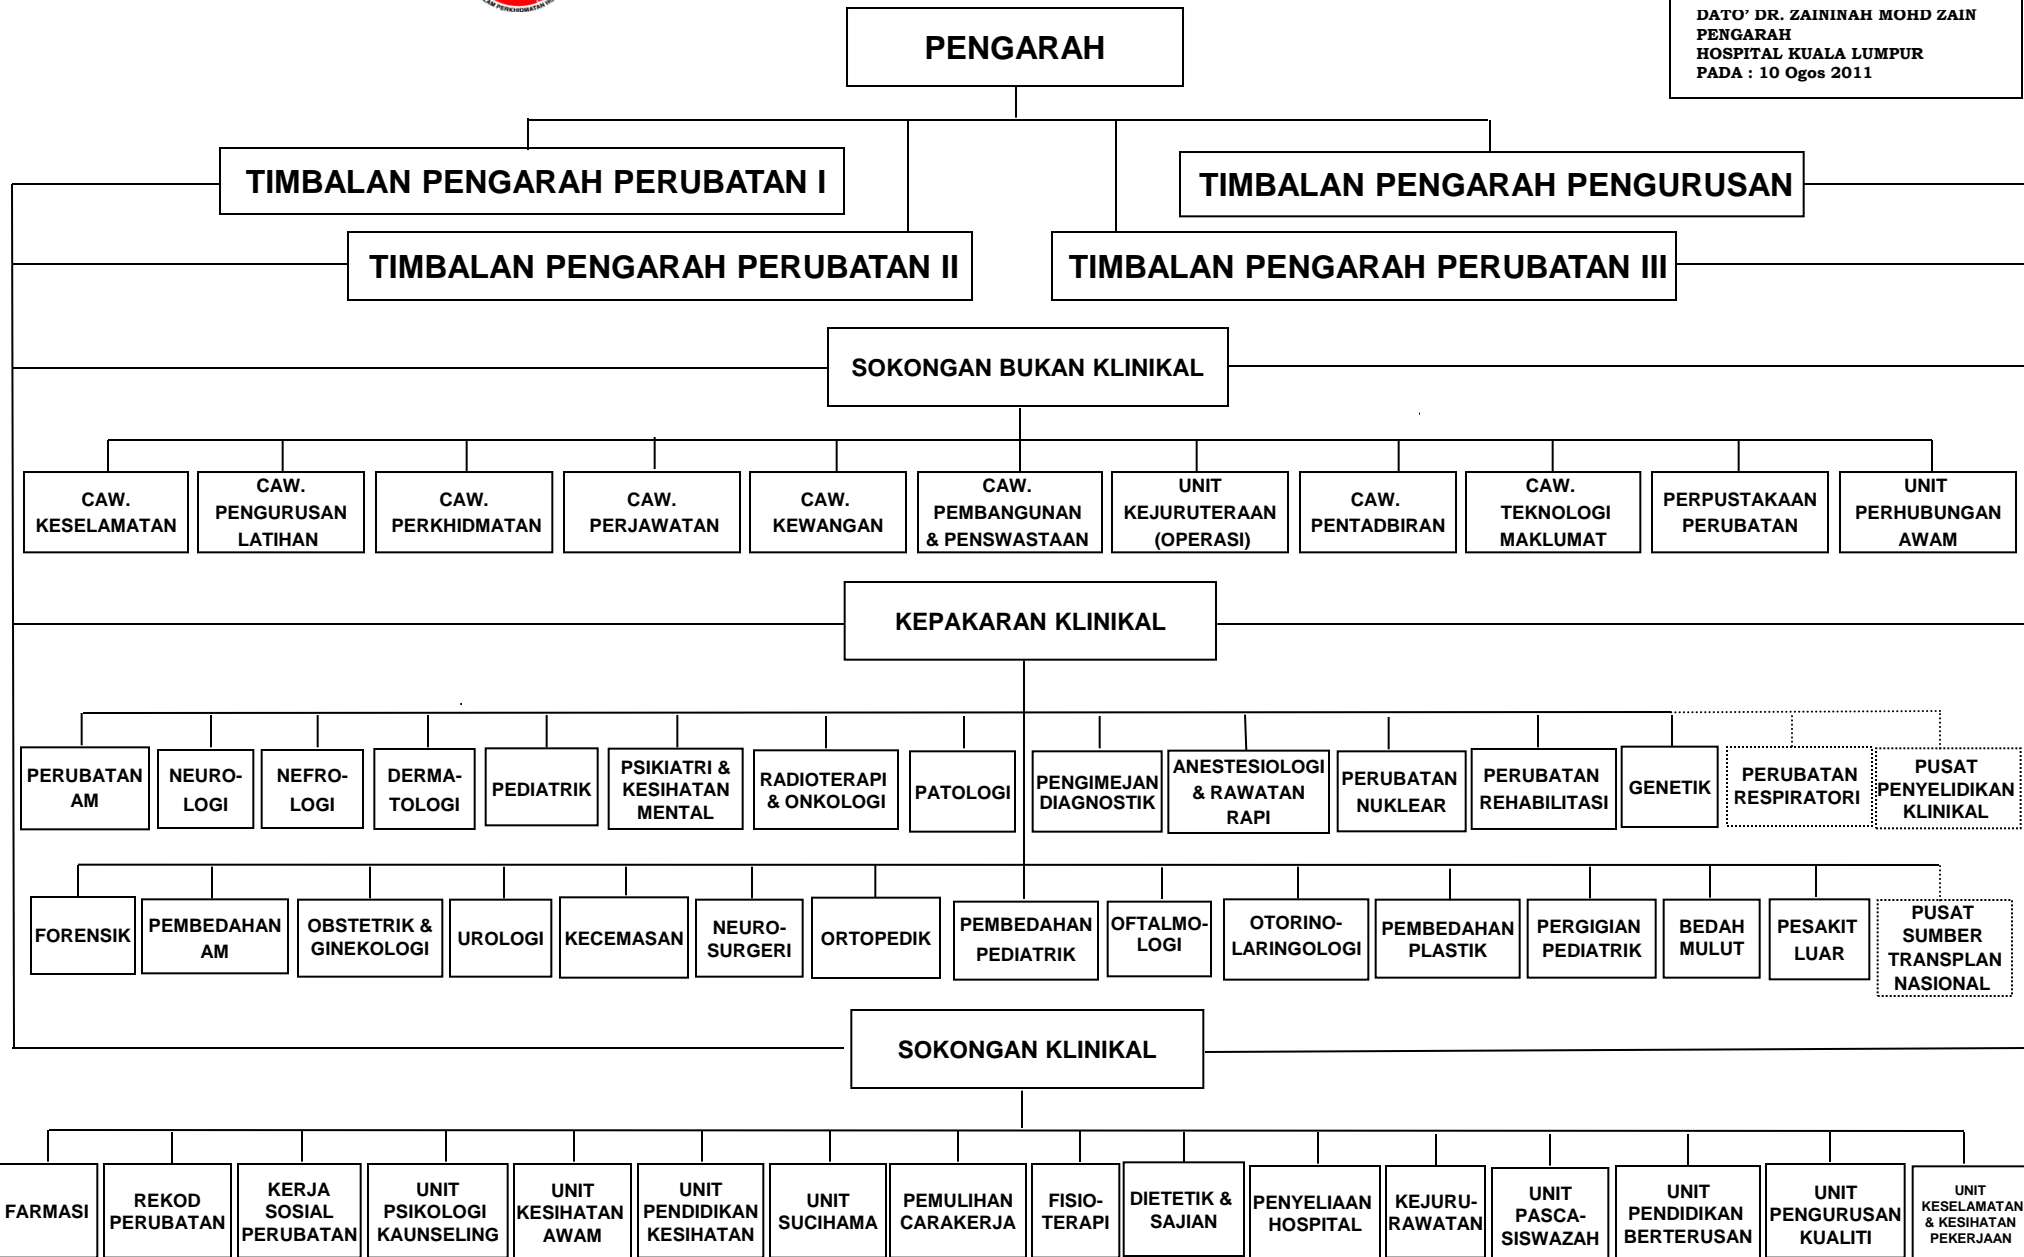 DALAM PERKHIDMATAN
DATO’ DR. ZAININAH MOHD ZAIN
PENGARAH
HOSPITAL KUALA LUMPUR
PADA : 10 Ogos 2011
PENGARAH
TIMBALAN PENGARAH PERUBATAN I
TIMBALAN PENGARAH PENGURUSAN
TIMBALAN PENGARAH PERUBATAN II
TIMBALAN PENGARAH PERUBATAN III
SOKONGAN BUKAN KLINIKAL
CAW.
KESELAMATAN
CAW.
PENGURUSAN
LATIHAN
CAW.
PERKHIDMATAN
CAW.
PERJAWATAN
CAW.
KEWANGAN
CAW.
PEMBANGUNAN
& PENSWASTAAN
UNIT
KEJURUTERAAN
(OPERASI)
CAW.
PENTADBIRAN
CAW.
TEKNOLOGI
MAKLUMAT
PERPUSTAKAAN
PERUBATAN
UNIT
PERHUBUNGAN
AWAM
KEPAKARAN KLINIKAL
PERUBATAN
AM
NEURO-
LOGI
NEFRO-
LOGI
DERMA-
TOLOGI
PEDIATRIK
PSIKIATRI &
KESIHATAN
MENTAL
RADIOTERAPI
& ONKOLOGI
PATOLOGI
PENGIMEJAN
DIAGNOSTIK
ANESTESIOLOGI
& RAWATAN
RAPI
PERUBATAN
NUKLEAR
PERUBATAN
REHABILITASI
GENETIK
PERUBATAN
RESPIRATORI
PUSAT
PENYELIDIKAN
KLINIKAL
FORENSIK
PEMBEDAHAN
AM
OBSTETRIK &
GINEKOLOGI
UROLOGI
KECEMASAN
NEURO-
SURGERI
ORTOPEDIK
PEMBEDAHAN
PEDIATRIK
OFTALMO-
LOGI
OTORINO-
LARINGOLOGI
PEMBEDAHAN
PLASTIK
PERGIGIAN
PEDIATRIK
BEDAH
MULUT
PESAKIT
LUAR
PUSAT
SUMBER
TRANSPLAN
NASIONAL
SOKONGAN KLINIKAL
FARMASI
REKOD
PERUBATAN
KERJA
SOSIAL
PERUBATAN
UNIT
PSIKOLOGI
KAUNSELING
UNIT
KESIHATAN
AWAM
UNIT
PENDIDIKAN
KESIHATAN
UNIT
SUCIHAMA
PEMULIHAN
CARAKERJA
FISIO-
TERAPI
DIETETIK &
SAJIAN
PENYELIAAN
HOSPITAL
KEJURU-
RAWATAN
UNIT
PASCA-
SISWAZAH
UNIT
PENDIDIKAN
BERTERUSAN
UNIT
PENGURUSAN
KUALITI
UNIT
KESELAMATAN
& KESIHATAN
PEKERJAAN